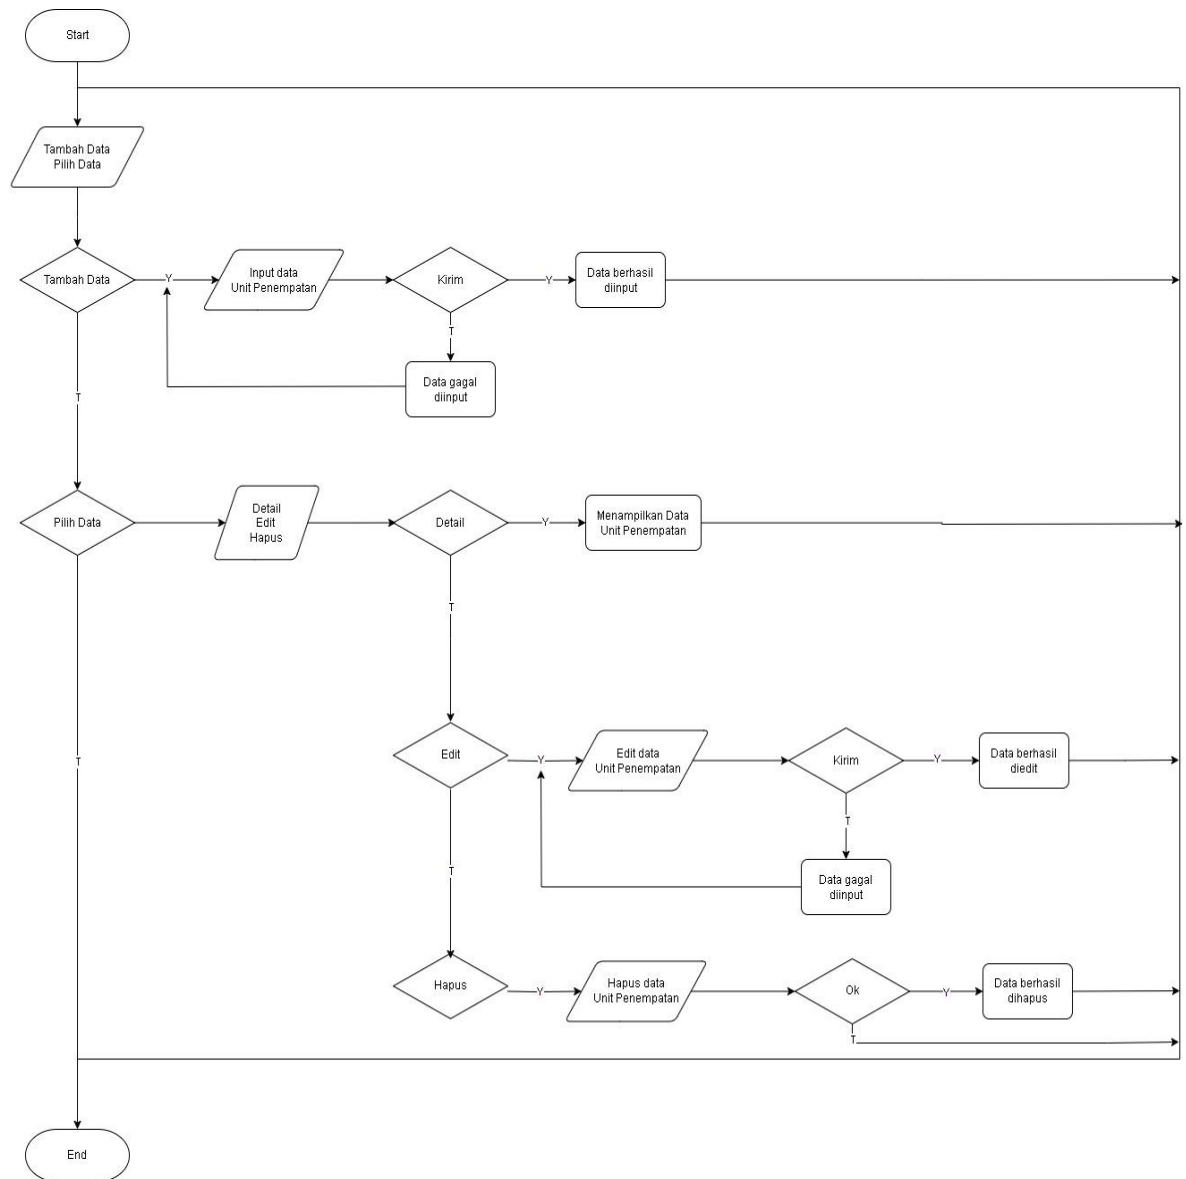 Start
Tambah Data
Pilih Data
Tambah Data
Y
Input data
Unit Penempatan
Kirim
Y
Data berhasil
diinput
T
Data gagal
diinput
T
Pilih Data
Detail
Edit
Hapus
Detail
Y
Menampilkan Data
Unit Penempatan
T
Edit
Y
Edit data
Unit Penempatan
Kirim
Y
Data berhasil
diedit
T
T
Data gagal
diinput
T
Hapus
Y
Hapus data
Unit Penempatan
Ok
Y
Data berhasil
dihapus
T
End